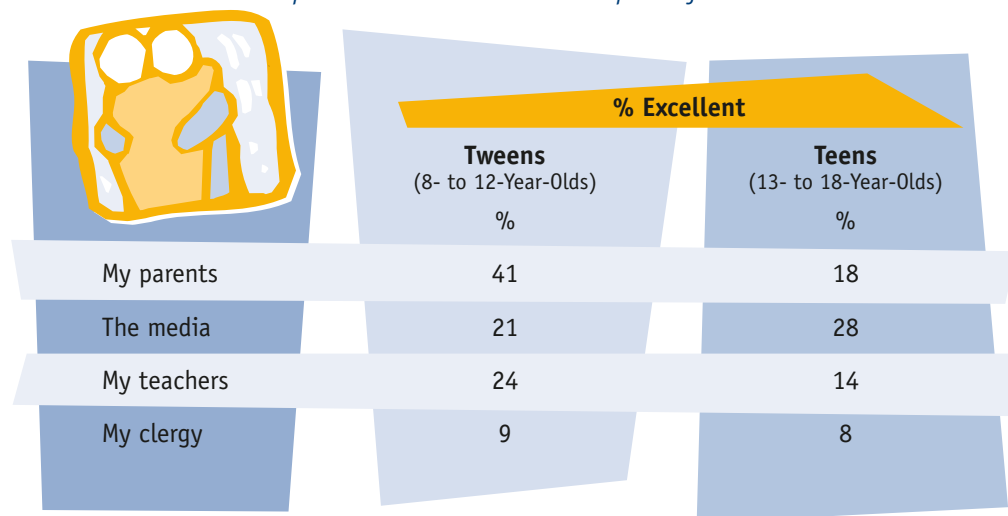 % Excellent
Tweens Teens
(8- to 12-Year-Olds) (13- to 18-Year-Olds)
% %
My parents 41 18
The media 21 28
My teachers 24 14
My clergy 9 8